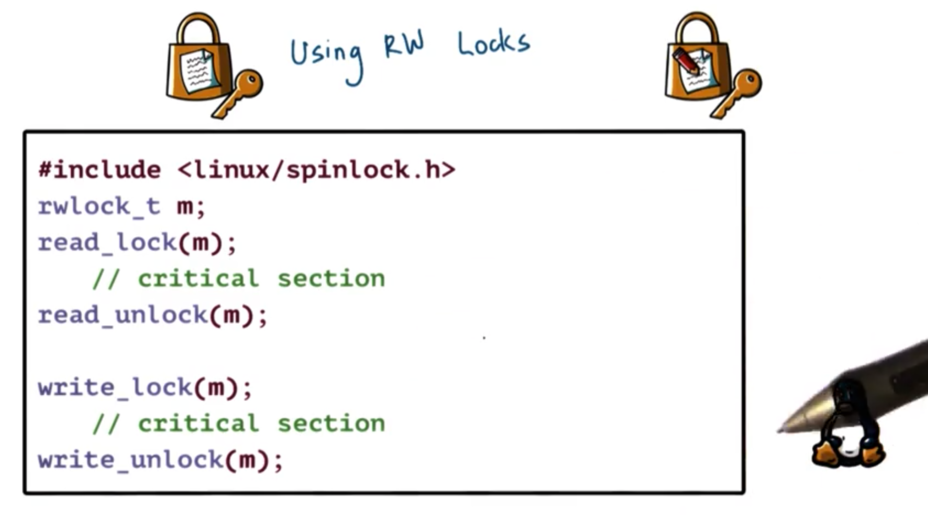 Using RW Locks
#include <linux/spinlock.h>
rwlock_t m;
read_lock(m);
// critical section
read_unlock(m);
write_lock(m);
// critical section
write_unlock(m);